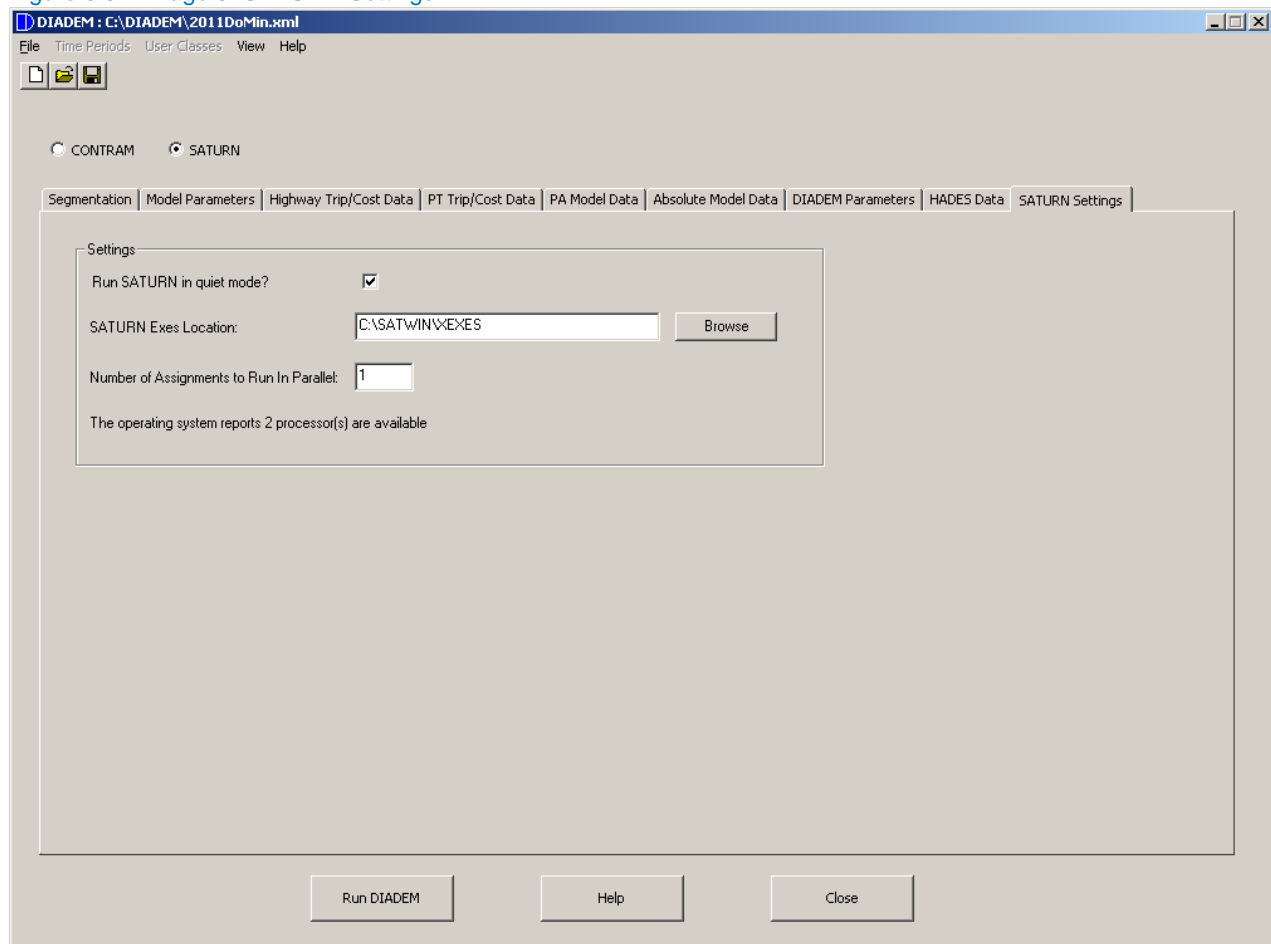 DIADEM : C:\DIADEM\2011DoMin.xml
File Time Periods User Classes View Help
CONTRAM SATURN
Segmentation Model Parameters Highway Trip/Cost Data PT Trip/Cost Data PA Model Data Absolute Model Data DIADEM Parameters HADES Data SATURN Settings
Settings
Run SATURN in quiet mode?
SATURN Exes Location: C:\SATWIN\XEXES Browse
Number of Assignments to Run In Parallel: 1
The operating system reports 2 processor(s) are available
Run DIADEM Help Close